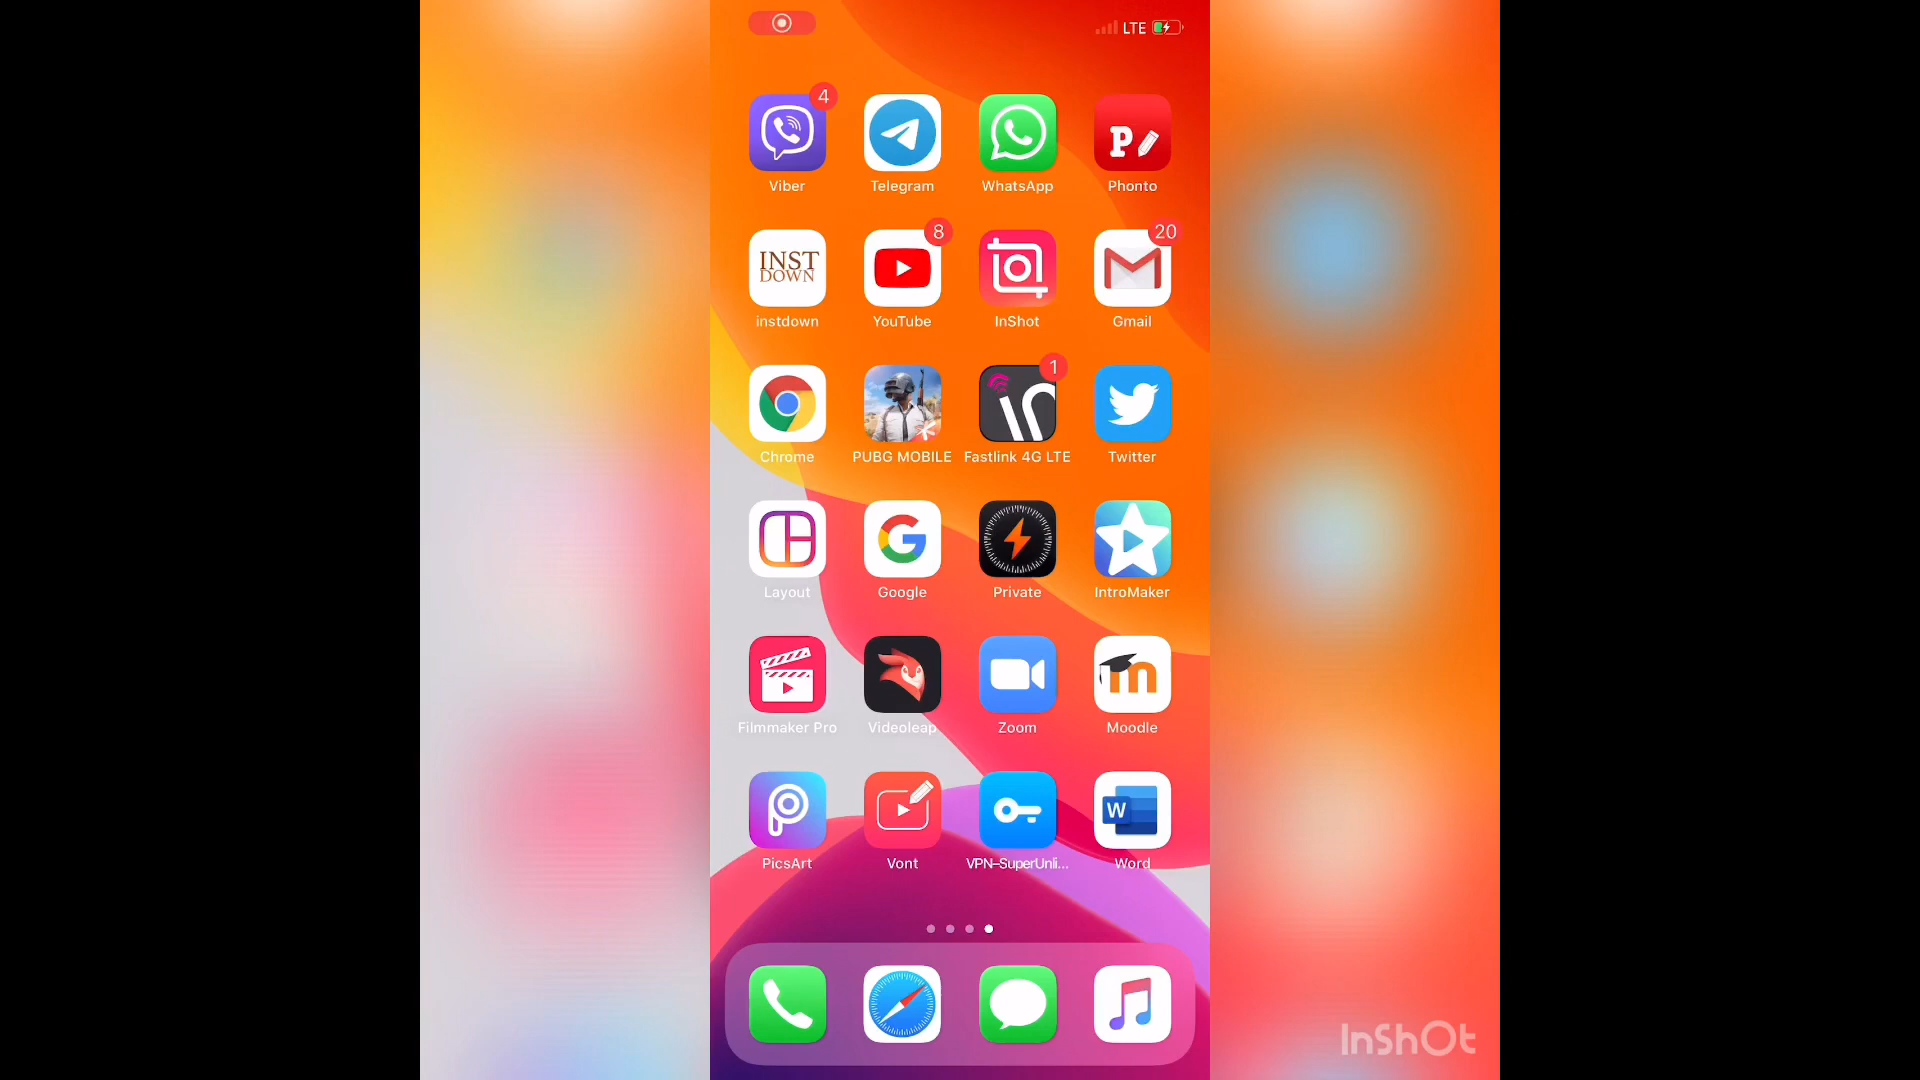 LTE
4
Viber
Telegram
WhatsApp
P
Phonto
8
20
INST
DOWN
instdown
YouTube
InShot
Gmail
1
Chrome
PUBG MOBILE
Fastlink 4G LTE
Twitter
Layout
G
Google
Private
IntroMaker
Filmmaker Pro
Videoleap
Zoom
m
Moodle
PicsArt
Vont
VPN–SuperUnli...
W
Word
InShOt